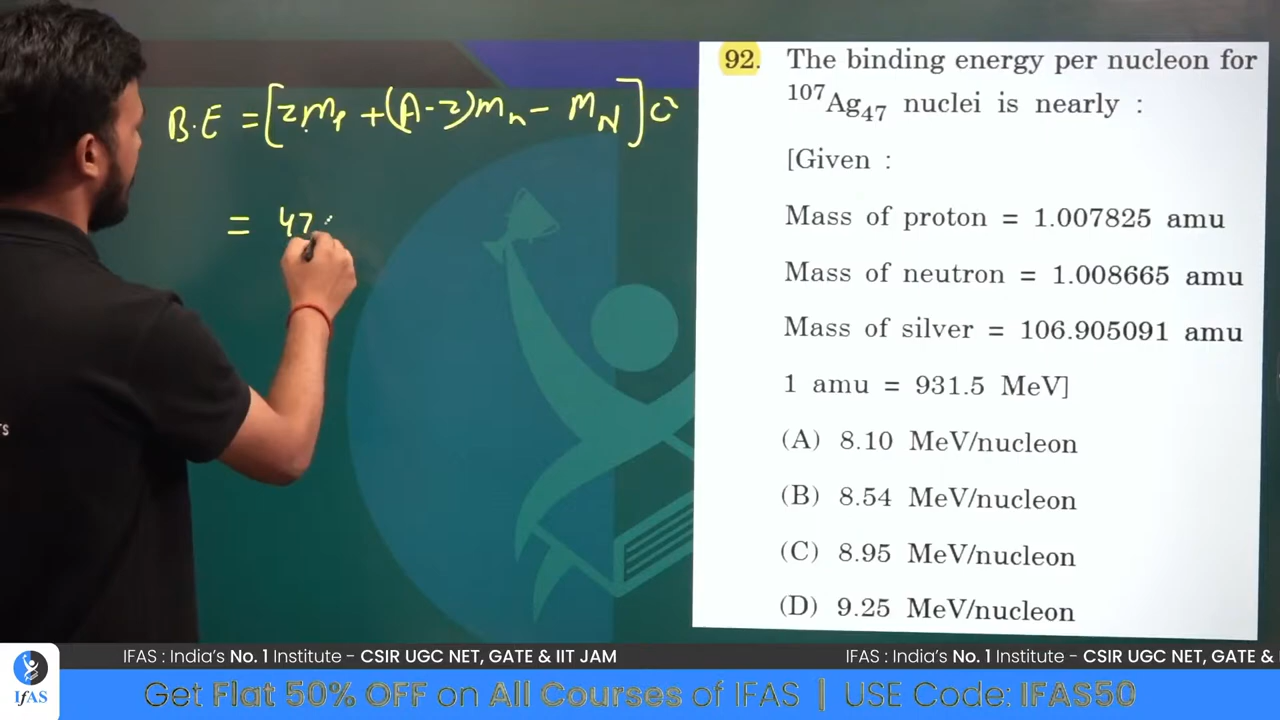 B.E = [Zmp + (A-Z)mn - MN] c²
= 47
92. The binding energy per nucleon for
¹⁰⁷Ag₄₇ nuclei is nearly :
[Given :
Mass of proton = 1.007825 amu
Mass of neutron = 1.008665 amu
Mass of silver = 106.905091 amu
1 amu = 931.5 MeV]
(A) 8.10 MeV/nucleon
(B) 8.54 MeV/nucleon
(C) 8.95 MeV/nucleon
(D) 9.25 MeV/nucleon
IFAS : India's No. 1 Institute - CSIR UGC NET, GATE & IIT JAM
IFAS : India's No. 1 Institute - CSIR UGC NET, GATE &
IfAS
Get Flat 50% OFF on All Courses of IFAS | USE Code: IFAS50